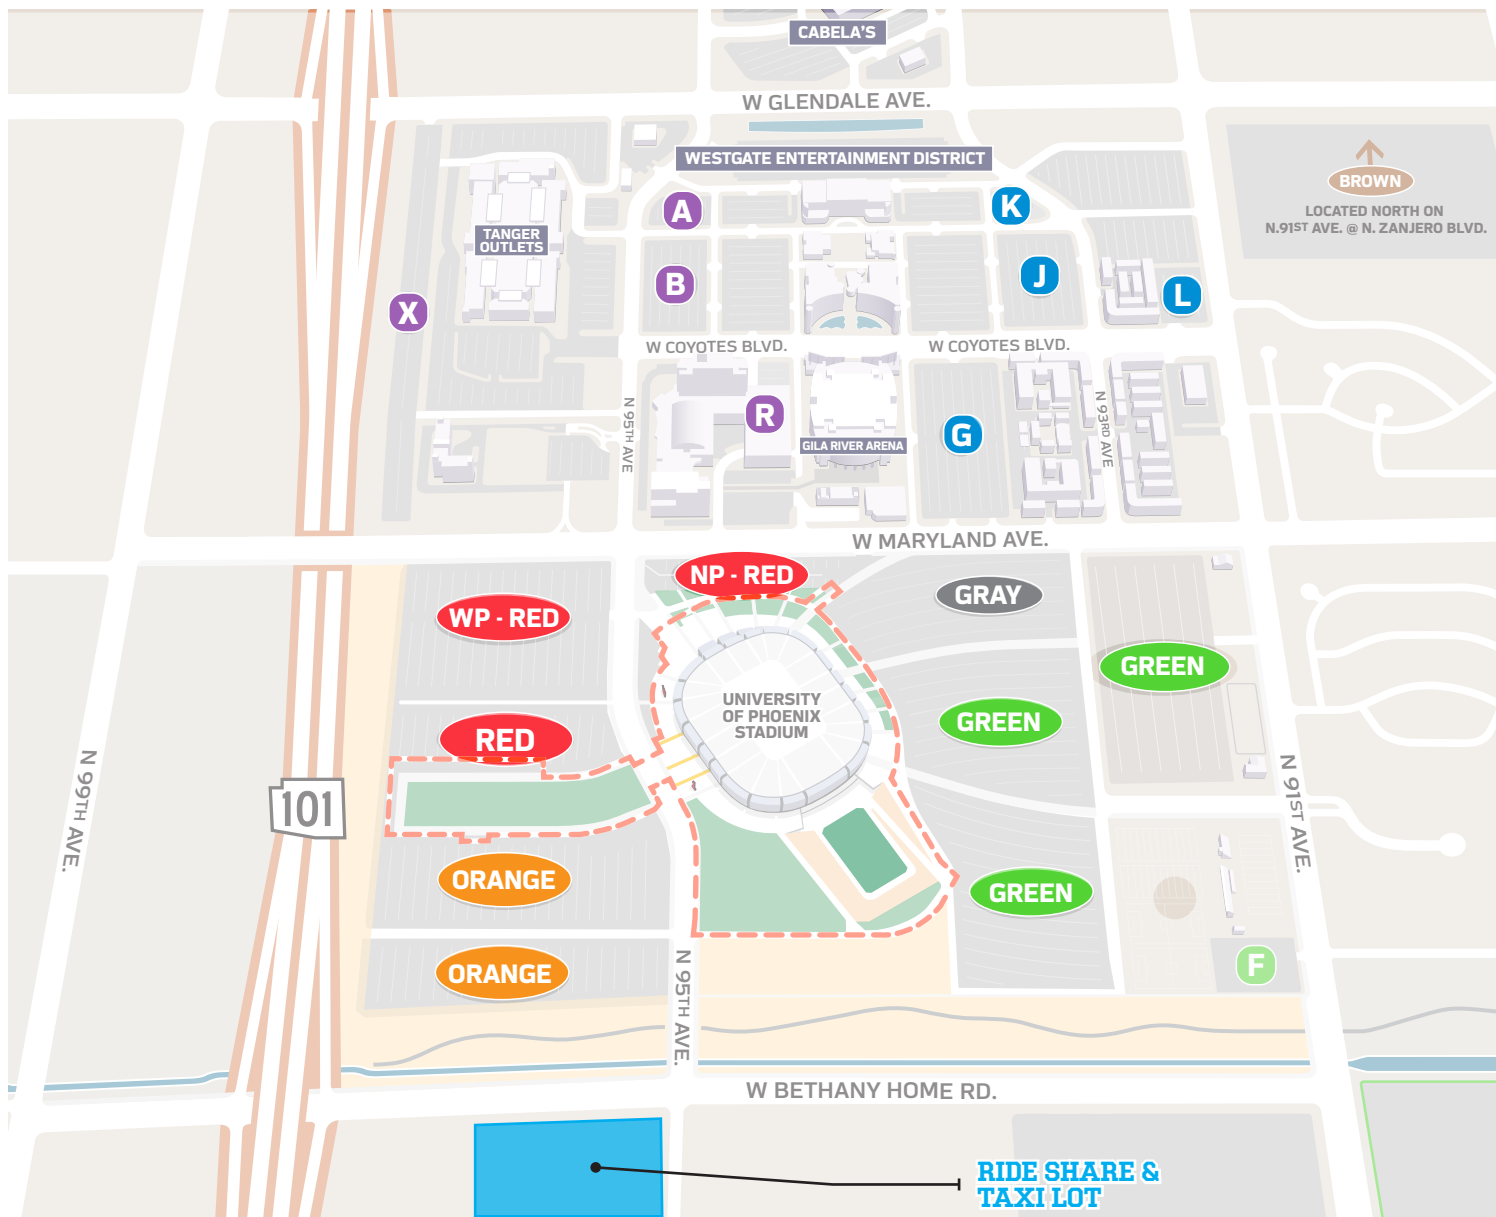 CABELA'S
W GLENDALE AVE.
WESTGATE ENTERTAINMENT DISTRICT
BROWN
LOCATED NORTH ON
N.91ST AVE. @ N. ZANJERO BLVD.
A
K
TANGER
OUTLETS
B
J
L
X
W COYOTES BLVD.
W COYOTES BLVD.
N 95TH AVE
R
GILA RIVER ARENA
G
N 93RD AVE
W MARYLAND AVE.
NP - RED
WP - RED
GRAY
GREEN
UNIVERSITY
OF PHOENIX
STADIUM
GREEN
RED
N 99TH AVE.
101
N 91ST AVE.
ORANGE
GREEN
ORANGE
F
N 95TH AVE.
W BETHANY HOME RD.
RIDE SHARE &
TAXI LOT